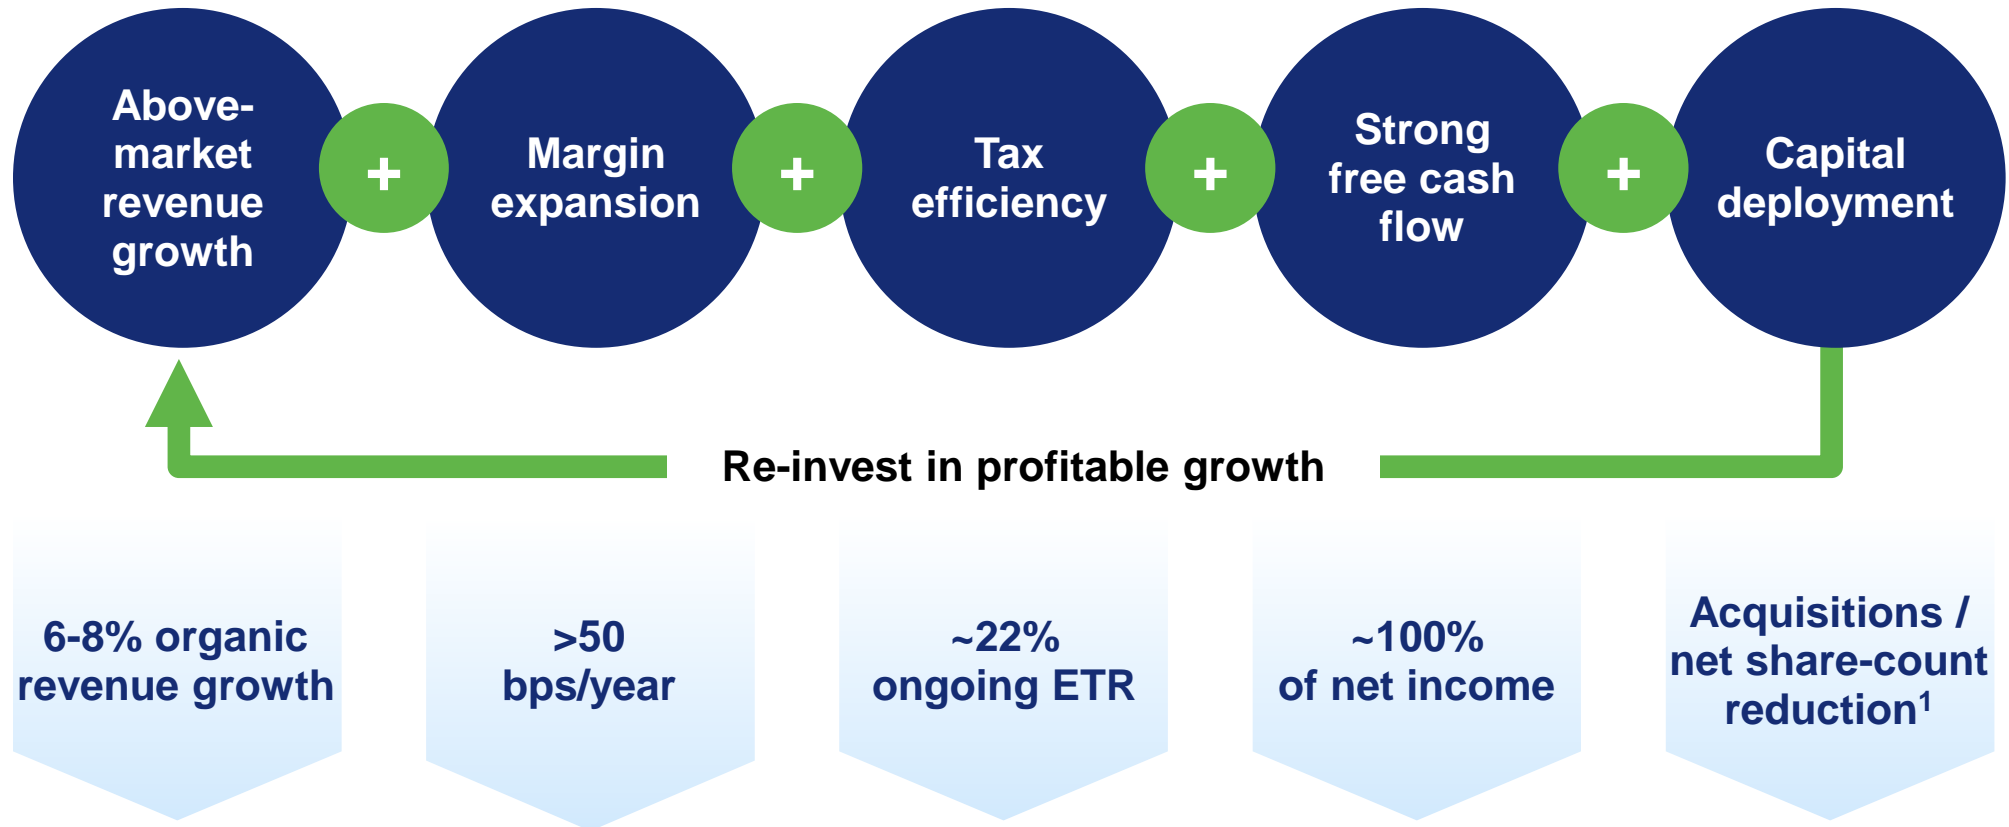 Above-
market
revenue
growth
+
Margin
expansion
+
Tax
efficiency
+
Strong
free cash
flow
+
Capital
deployment
Re-invest in profitable growth
6-8% organic
revenue growth
>50
bps/year
~22%
ongoing ETR
~100%
of net income
Acquisitions /
net share-count
reduction¹